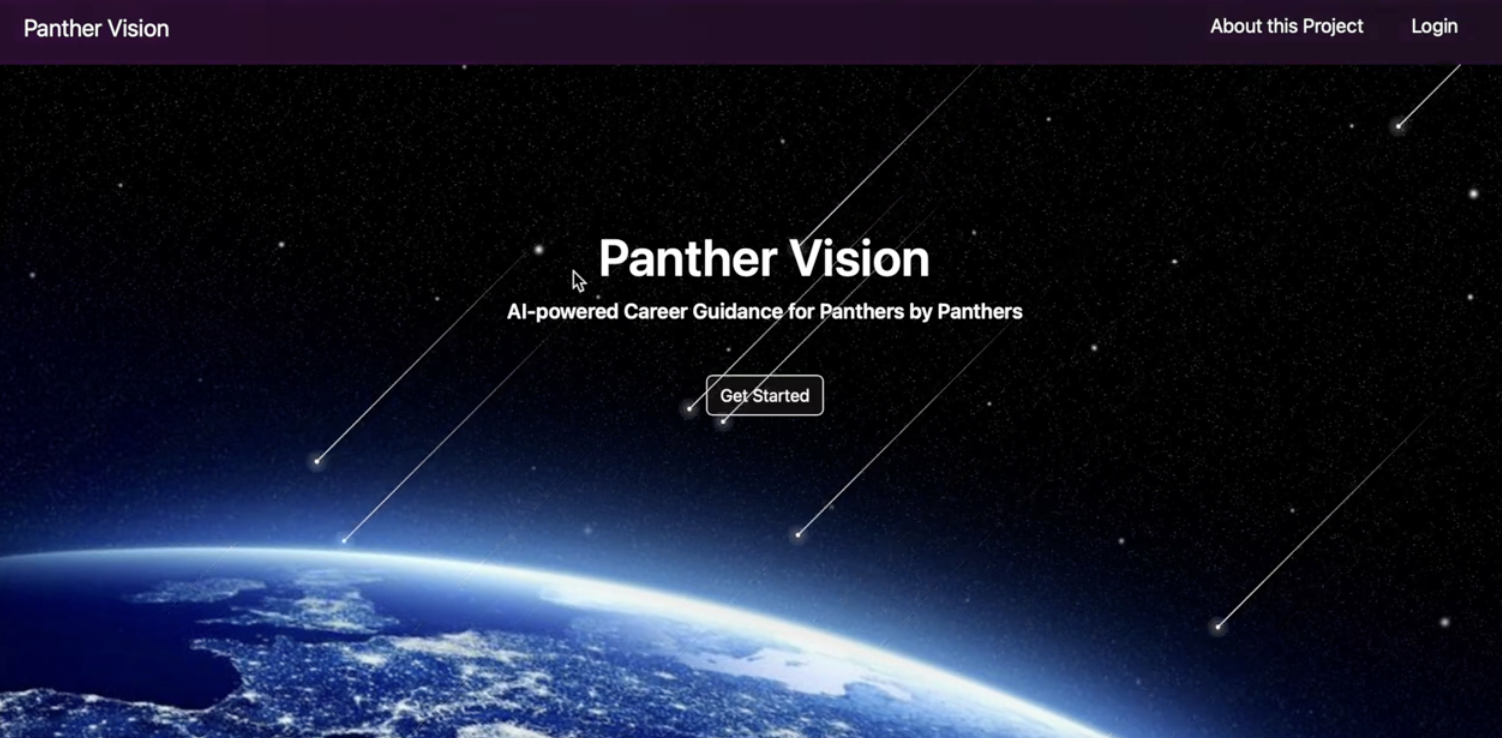 Panther Vision
About this Project
Login
Panther Vision
AI-powered Career Guidance for Panthers by Panthers
Get Started